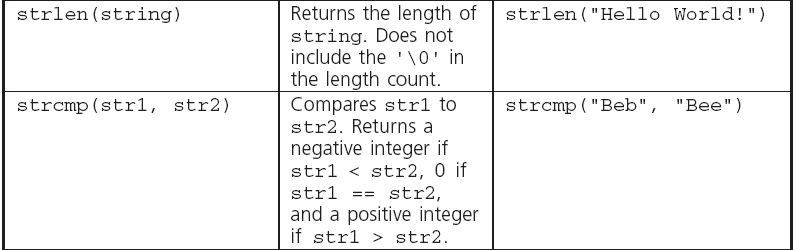 strlen(string)
Returns the length of
string. Does not
include the '\0' in
the length count.
strlen("Hello World!")
strcmp(str1, str2)
Compares str1 to
str2. Returns a
negative integer if
str1 < str2, 0 if
str1 == str2,
and a positive integer
if str1 > str2.
strcmp("Beb", "Bee")